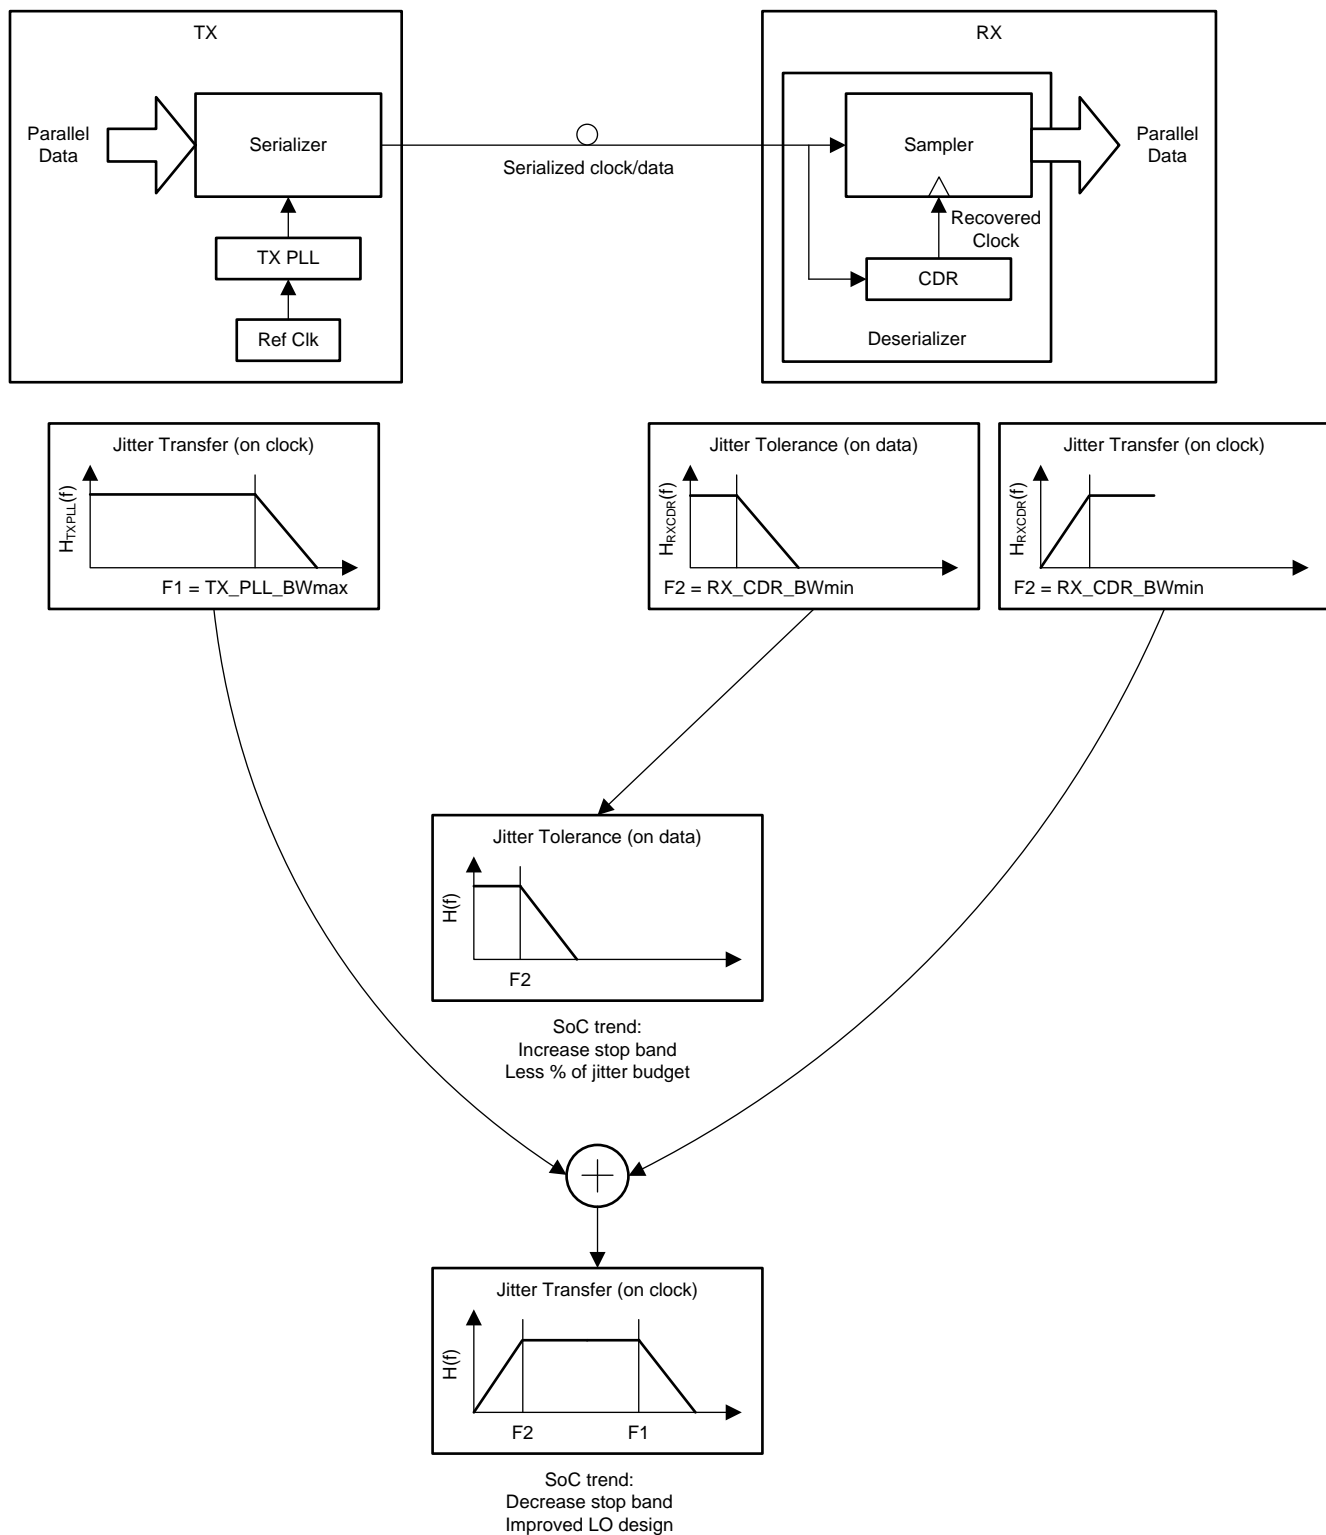 TX
Parallel
Data
Serializer
TX PLL
Ref Clk
Serialized clock/data
RX
Sampler
Recovered
Clock
CDR
Deserializer
Parallel
Data
Jitter Transfer (on clock)
HTXPLL(f)
F1 = TX_PLL_BWmax
Jitter Tolerance (on data)
HRXCDR(f)
F2 = RX_CDR_BWmin
Jitter Transfer (on clock)
HRXCDR(f)
F2 = RX_CDR_BWmin
Jitter Tolerance (on data)
H(f)
F2
SoC trend:
Increase stop band
Less % of jitter budget
Jitter Transfer (on clock)
H(f)
F2
F1
SoC trend:
Decrease stop band
Improved LO design